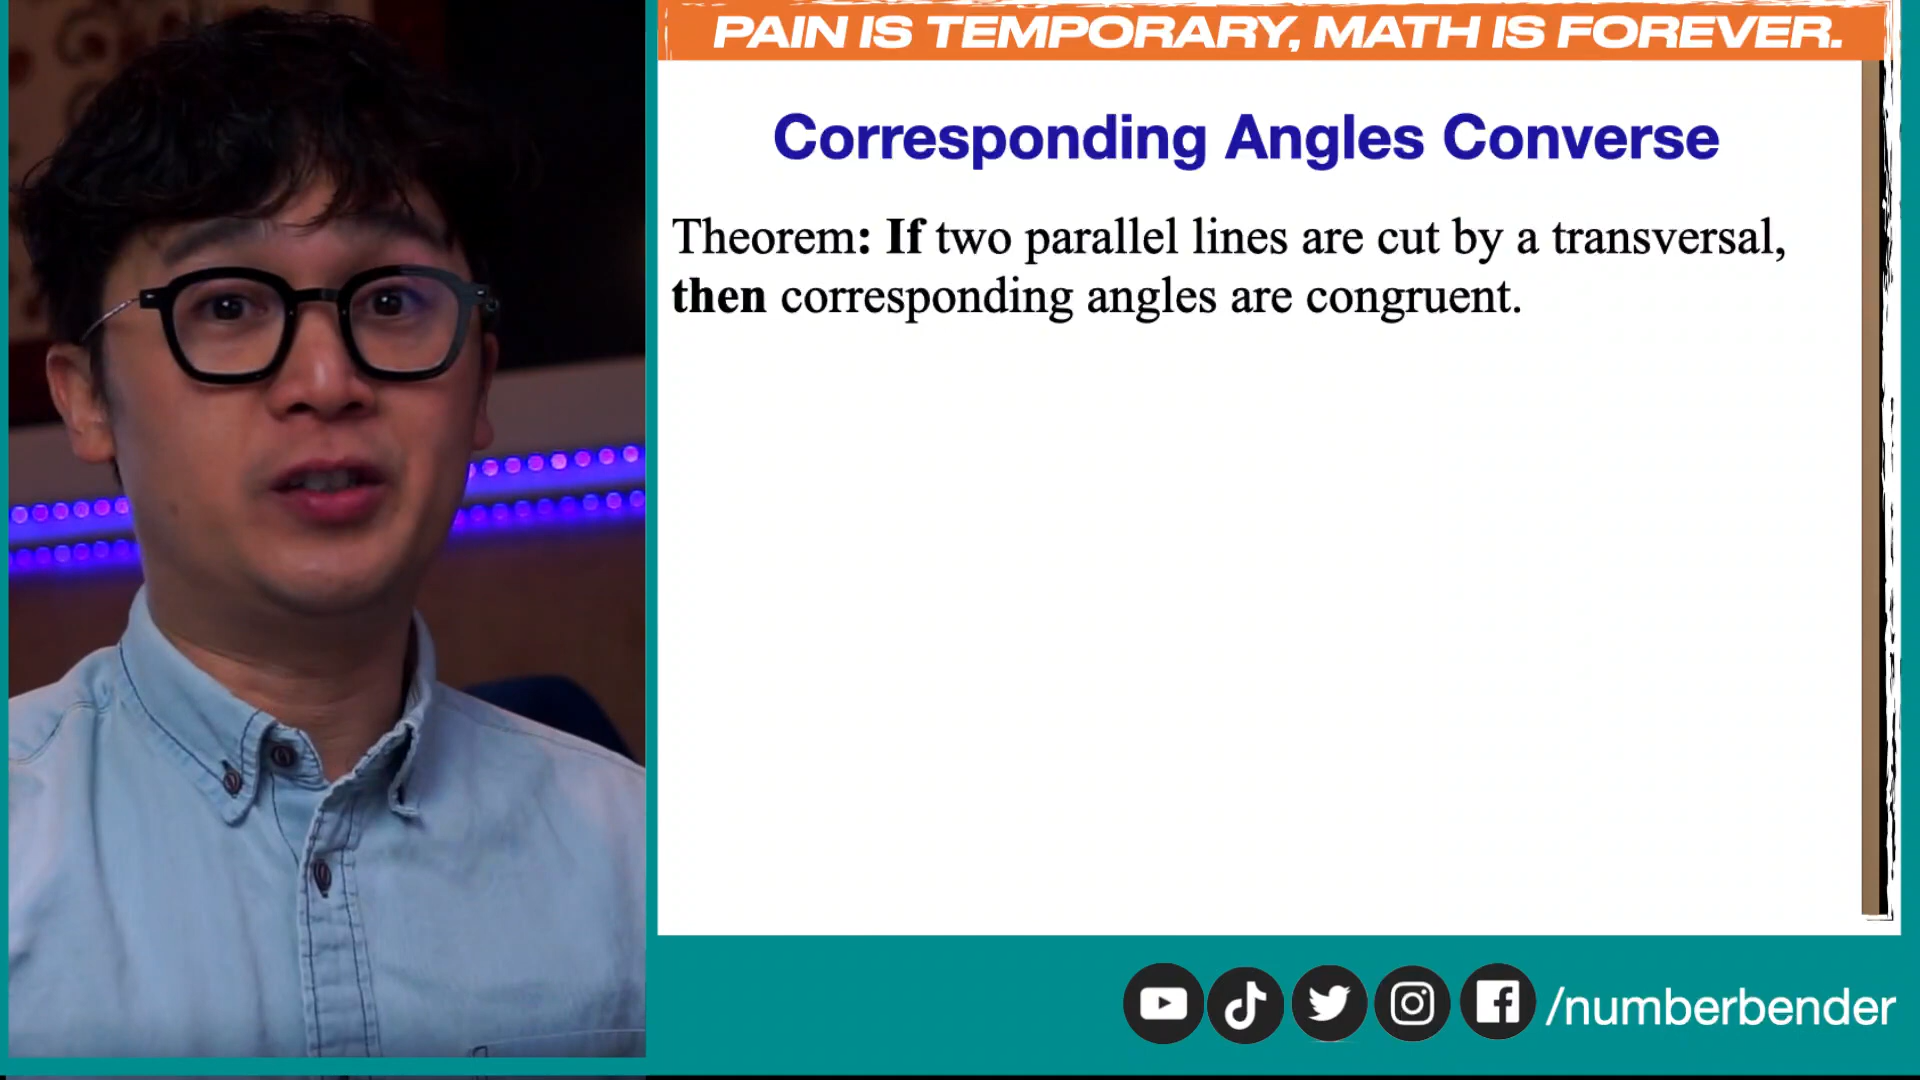 PAIN IS TEMPORARY, MATH IS FOREVER.
Corresponding Angles Converse
Theorem: If two parallel lines are cut by a transversal,
then corresponding angles are congruent.
/numberbender